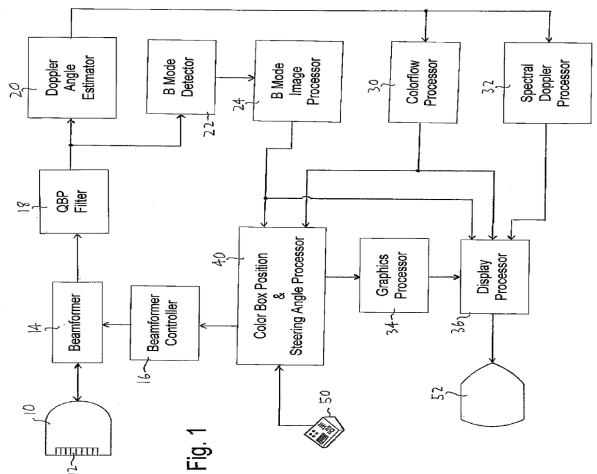 10
12
Beamformer
14
Beamformer
Controller
16
QBP
Filter
18
Doppler
Angle
Estimator
20
B Mode
Detector
22
B Mode
Image
Processor
24
Colorflow
Processor
30
Spectral
Doppler
Processor
32
Color Box Position
&
Steering Angle Processor
40
Graphics
Processor
34
Display
Processor
36
50
52
Fig. 1